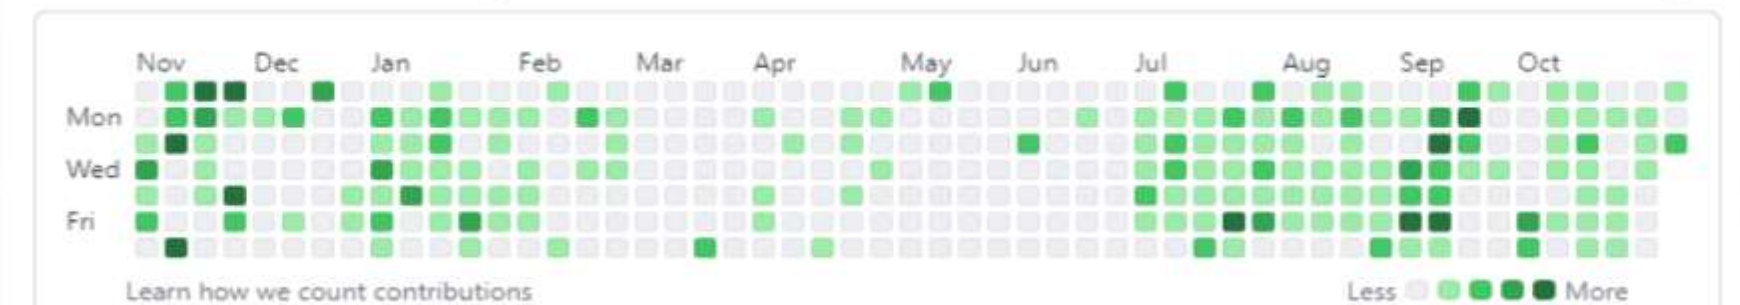 Nov Dec Jan Feb Mar Apr May Jun Jul Aug Sep Oct
Mon
Wed
Fri
Learn how we count contributions
Less More